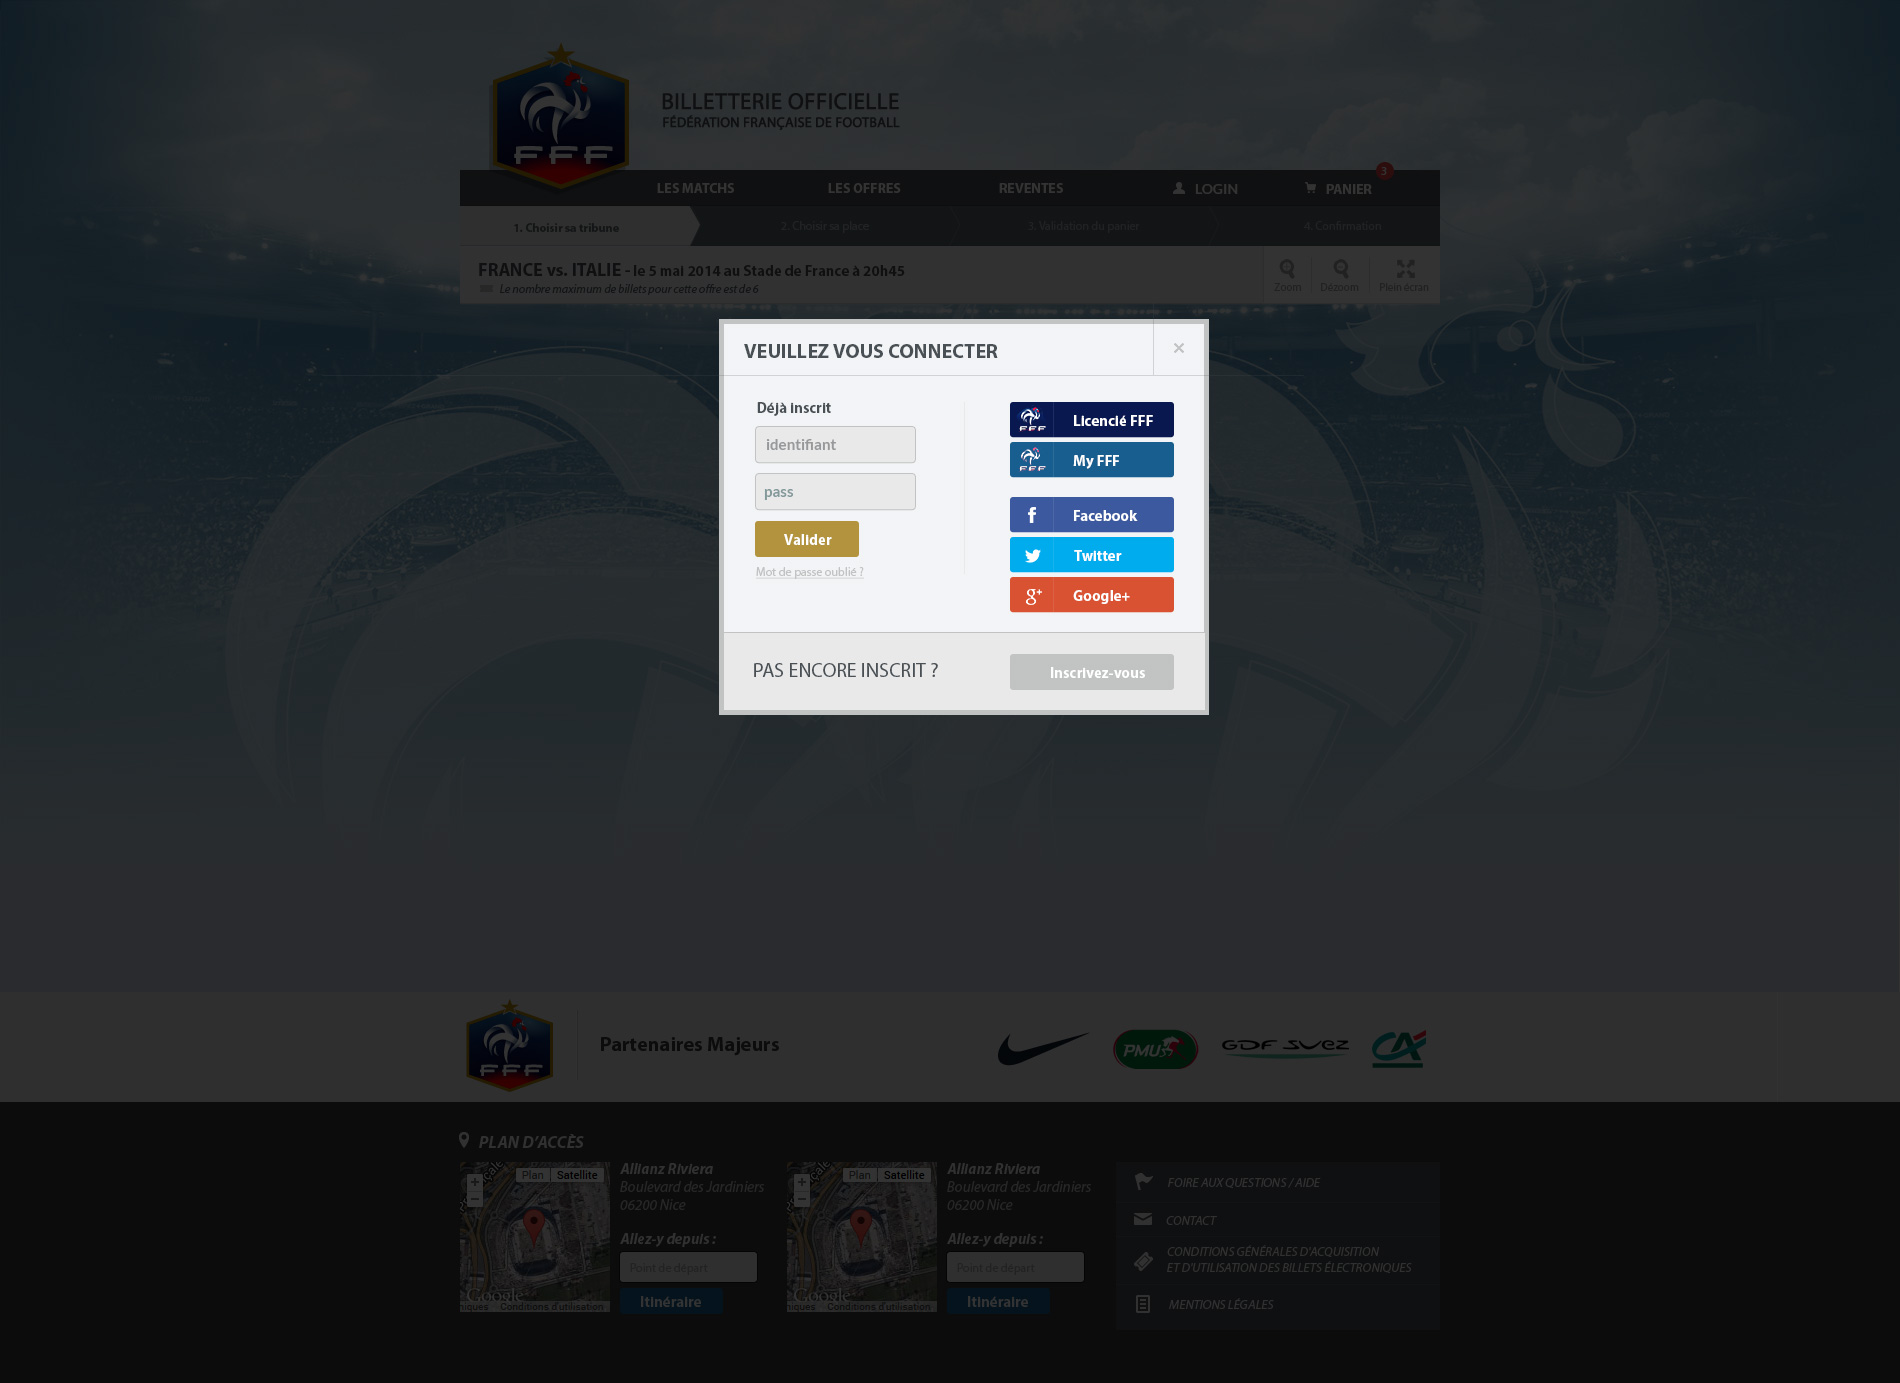 FFF
BILLETTERIE OFFICIELLE
FÉDÉRATION FRANÇAISE DE FOOTBALL
3
LES MATCHS
LES OFFRES
REVENTES
LOGIN
PANIER
1. Choisir sa tribune
2. Choisir sa place
3. Validation du panier
4. Confirmation
FRANCE vs. ITALIE - le 5 mai 2014 au Stade de France à 20h45
Le nombre maximum de billets pour cette offre est de 6
Zoom
Dézoom
Plein écran
VEUILLEZ VOUS CONNECTER
×
Déjà inscrit
identifiant
pass
Valider
Mot de passe oublié ?
FFF Licencié FFF
FFF My FFF
f Facebook
Twitter
g+ Google+
PAS ENCORE INSCRIT ?
Inscrivez-vous
FFF
Partenaires Majeurs
PMU
GDF SUEZ
CA
PLAN D'ACCÈS
Plan
Satellite
+
−
Google
niques
Conditions d'utilisation
Allianz Riviera
Boulevard des Jardiniers
06200 Nice
Allez-y depuis :
Point de départ
Itinéraire
Plan
Satellite
+
−
Google
niques
Conditions d'utilisation
Allianz Riviera
Boulevard des Jardiniers
06200 Nice
Allez-y depuis :
Point de départ
Itinéraire
FOIRE AUX QUESTIONS / AIDE
CONTACT
CONDITIONS GÉNÉRALES D'ACQUISITION
ET D'UTILISATION DES BILLETS ÉLECTRONIQUES
MENTIONS LÉGALES